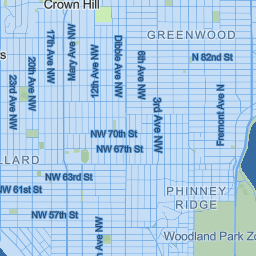 Crown Hill
GREENWOOD
N 82nd St
23rd Ave NW
20th Ave NW
17th Ave NW
Mary Ave NW
12th Ave NW
Dibble Ave NW
6th Ave NW
3rd Ave NW
Fremont Ave N
NW 70th St
NW 67th St
LLARD
NW 63rd St
NW 61st St
PHINNEY
RIDGE
NW 57th St
Woodland Park Zo
h Ave NW